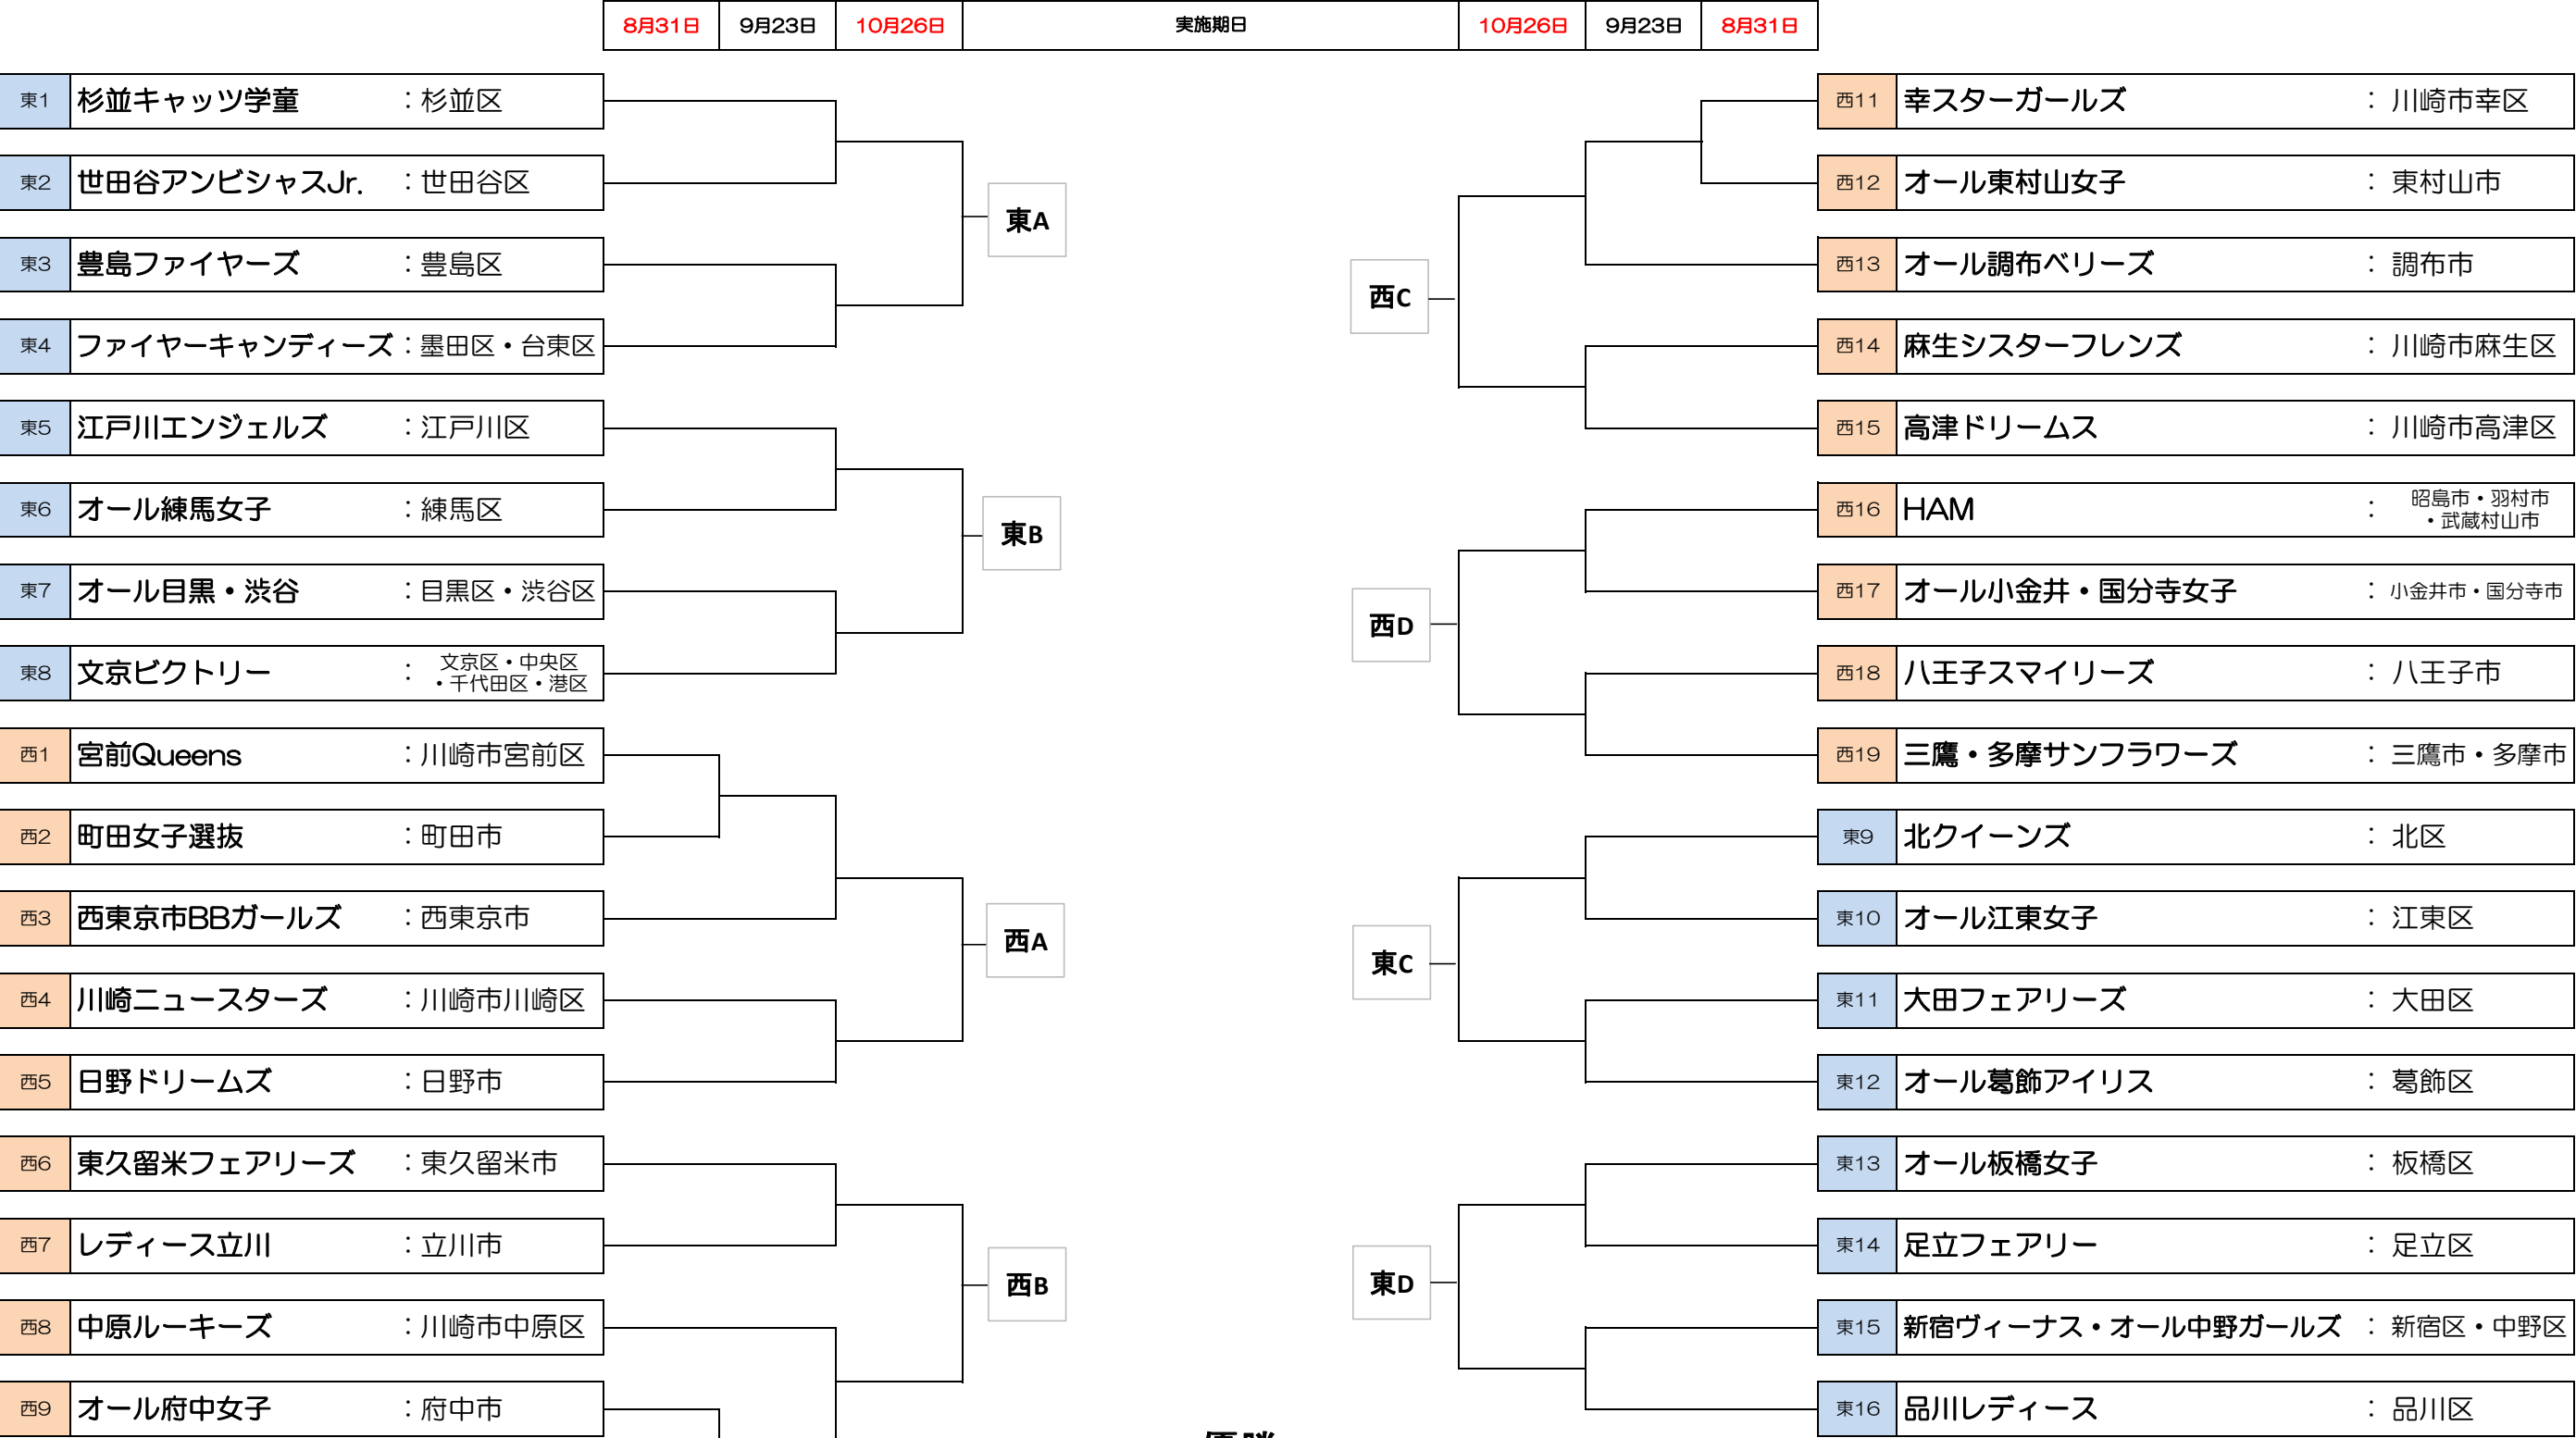 8月31日 9月23日 10月26日 実施期日 10月26日 9月23日 8月31日
東1 杉並キャッツ学童 ：杉並区
東2 世田谷アンビシャスJr. ：世田谷区
東3 豊島ファイヤーズ ：豊島区
東4 ファイヤーキャンディーズ ：墨田区・台東区
東5 江戸川エンジェルズ ：江戸川区
東6 オール練馬女子 ：練馬区
東7 オール目黒・渋谷 ：目黒区・渋谷区
東8 文京ビクトリー ： 文京区・中央区
・千代田区・港区
西1 宮前Queens ：川崎市宮前区
西2 町田女子選抜 ：町田市
西3 西東京市BBガールズ ：西東京市
西4 川崎ニュースターズ ：川崎市川崎区
西5 日野ドリームズ ：日野市
西6 東久留米フェアリーズ ：東久留米市
西7 レディース立川 ：立川市
西8 中原ルーキーズ ：川崎市中原区
西9 オール府中女子 ：府中市
東A
東B
西A
西B
西C
西D
東C
東D
西11 幸スターガールズ ： 川崎市幸区
西12 オール東村山女子 ： 東村山市
西13 オール調布ベリーズ ： 調布市
西14 麻生シスターフレンズ ： 川崎市麻生区
西15 高津ドリームス ： 川崎市高津区
西16 HAM ： 昭島市・羽村市
・武蔵村山市
西17 オール小金井・国分寺女子 ： 小金井市・国分寺市
西18 八王子スマイリーズ ： 八王子市
西19 三鷹・多摩サンフラワーズ ： 三鷹市・多摩市
東9 北クイーンズ ： 北区
東10 オール江東女子 ： 江東区
東11 大田フェアリーズ ： 大田区
東12 オール葛飾アイリス ： 葛飾区
東13 オール板橋女子 ： 板橋区
東14 足立フェアリー ： 足立区
東15 新宿ヴィーナス・オール中野ガールズ ： 新宿区・中野区
東16 品川レディース ： 品川区